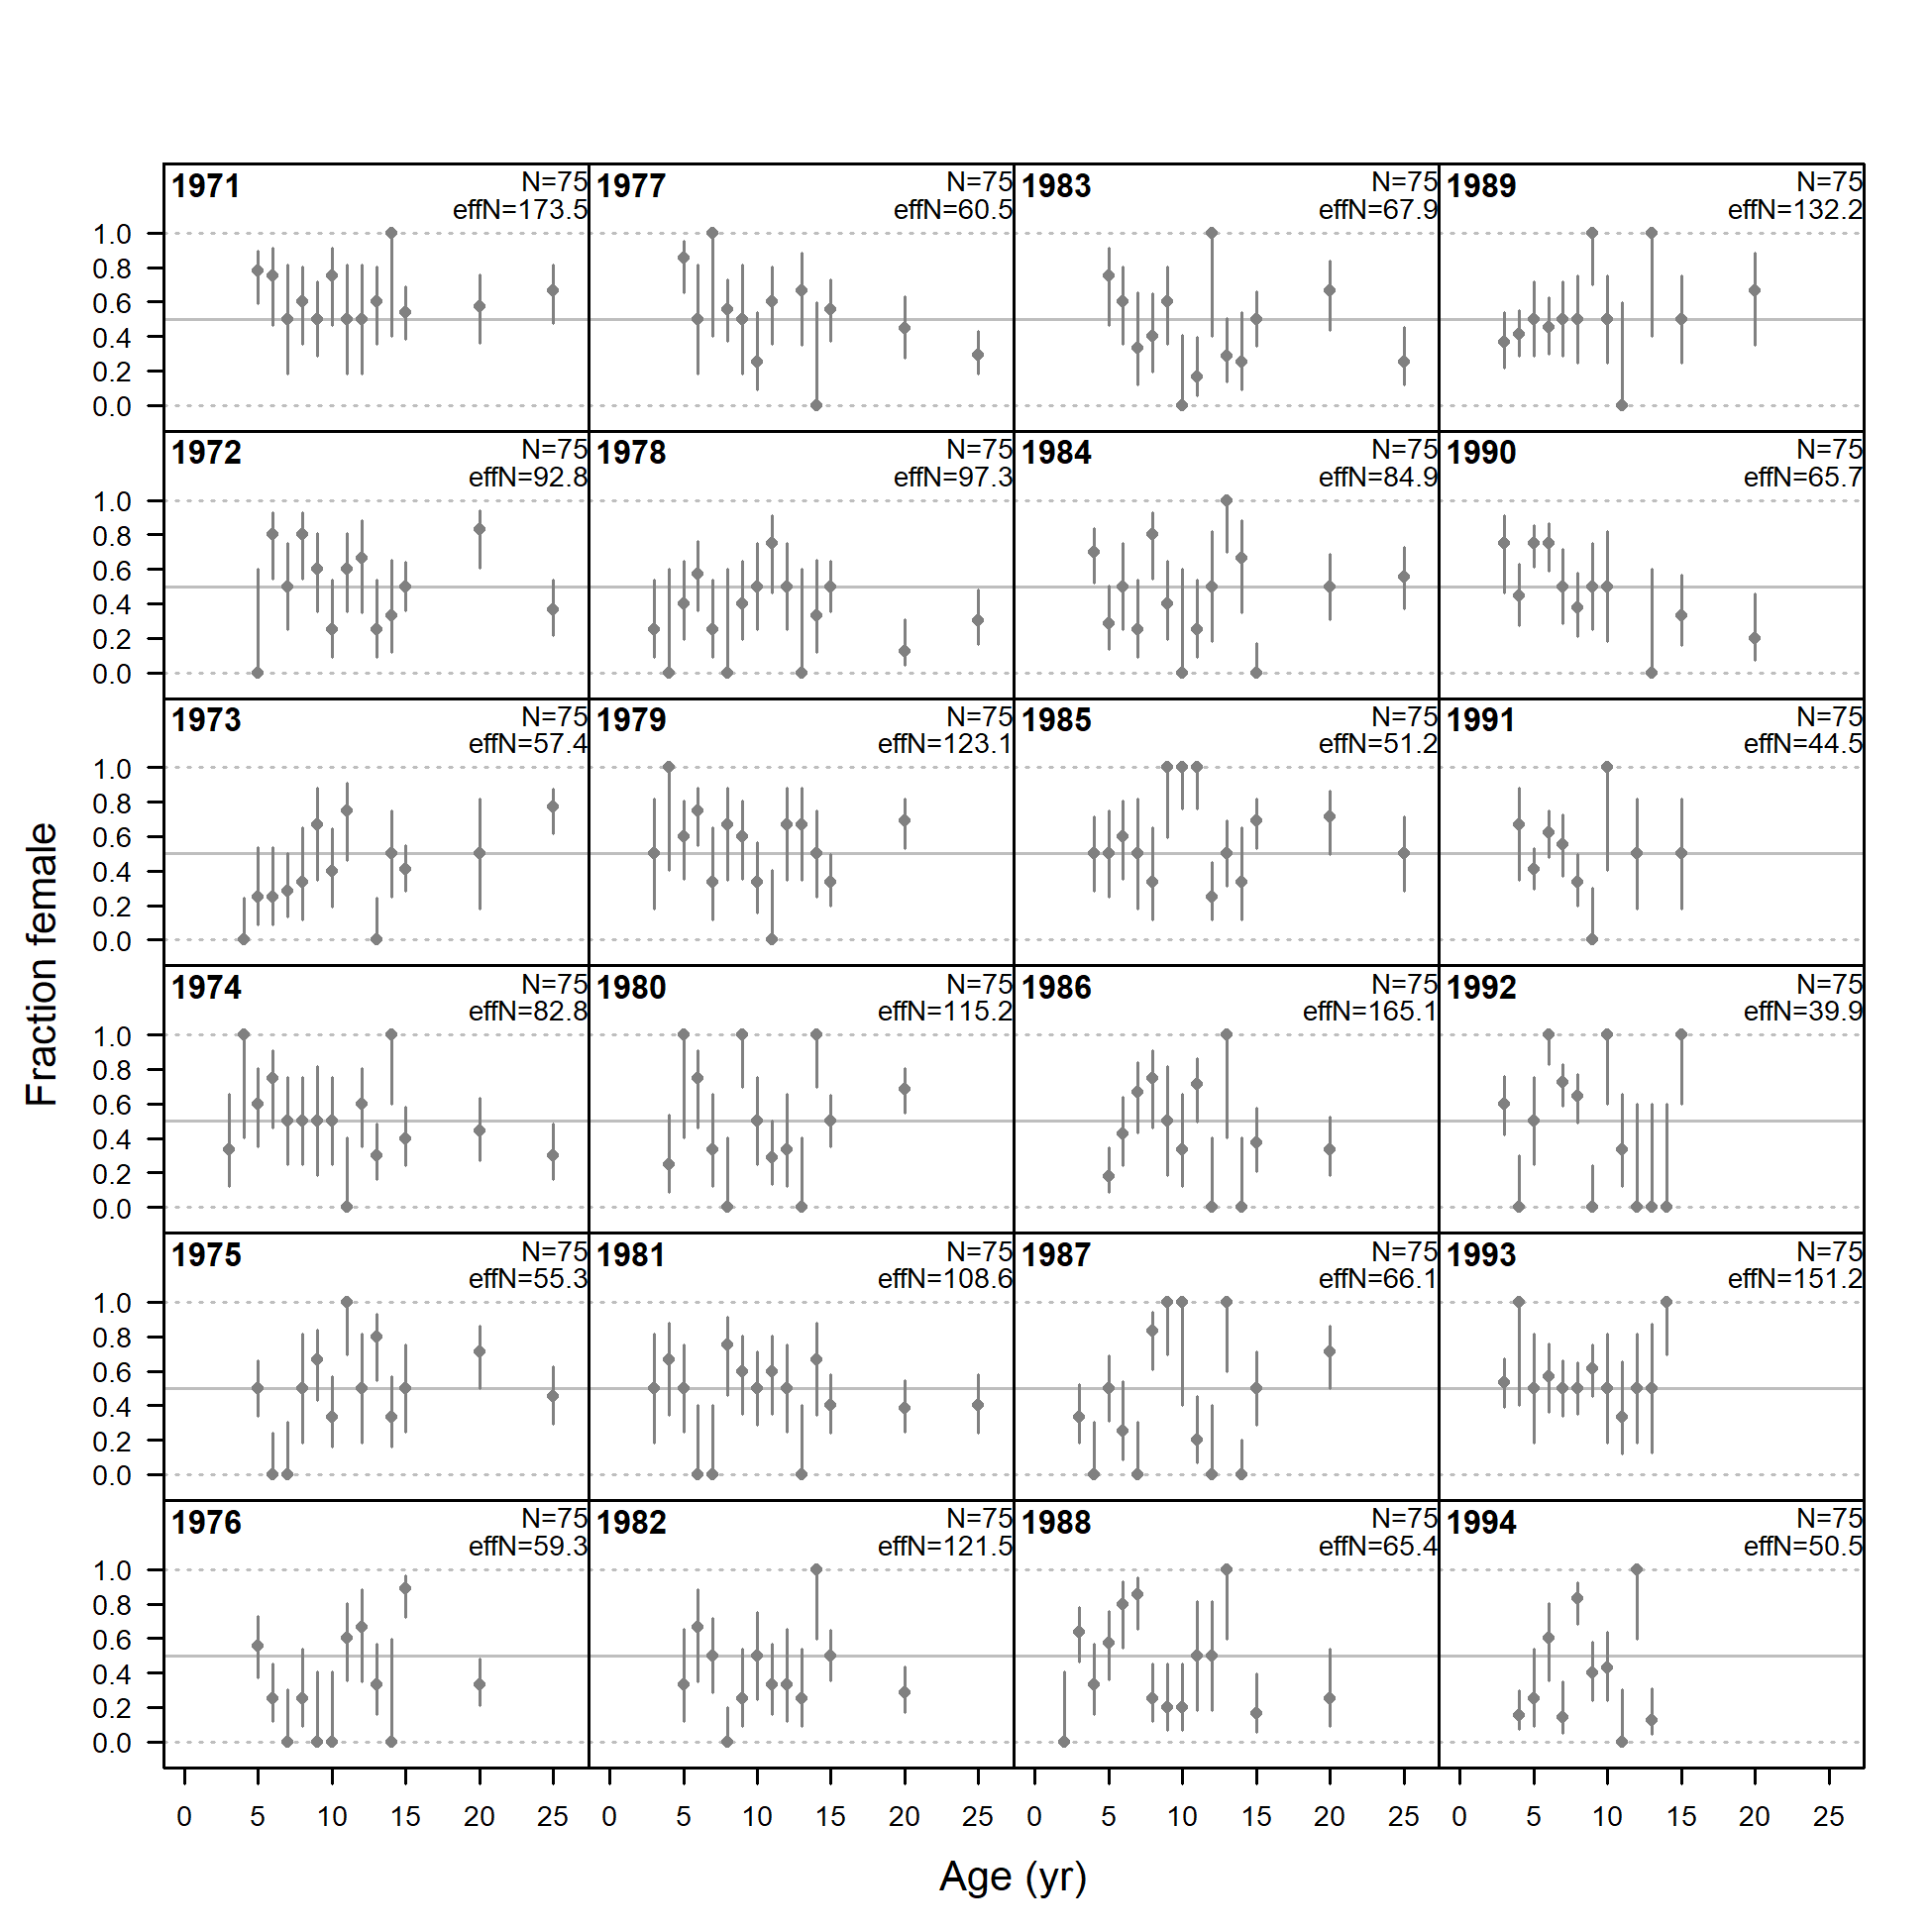 1971 N=75 1977 N=75 1983 N=75 1989 N=75
effN=173.5 effN=60.5 effN=67.9 effN=132.2
1.0
0.8
0.6
0.4
0.2
0.0
1972 N=75 1978 N=75 1984 N=75 1990 N=75
effN=92.8 effN=97.3 effN=84.9 effN=65.7
1.0
0.8
0.6
0.4
0.2
0.0
1973 N=75 1979 N=75 1985 N=75 1991 N=75
effN=57.4 effN=123.1 effN=51.2 effN=44.5
1.0
0.8
0.6
0.4
0.2
0.0
Fraction female
1974 N=75 1980 N=75 1986 N=75 1992 N=75
effN=82.8 effN=115.2 effN=165.1 effN=39.9
1.0
0.8
0.6
0.4
0.2
0.0
1975 N=75 1981 N=75 1987 N=75 1993 N=75
effN=55.3 effN=108.6 effN=66.1 effN=151.2
1.0
0.8
0.6
0.4
0.2
0.0
1976 N=75 1982 N=75 1988 N=75 1994 N=75
effN=59.3 effN=121.5 effN=65.4 effN=50.5
1.0
0.8
0.6
0.4
0.2
0.0
0 5 10 15 20 25 0 5 10 15 20 25 0 5 10 15 20 25 0 5 10 15 20 25
Age (yr)